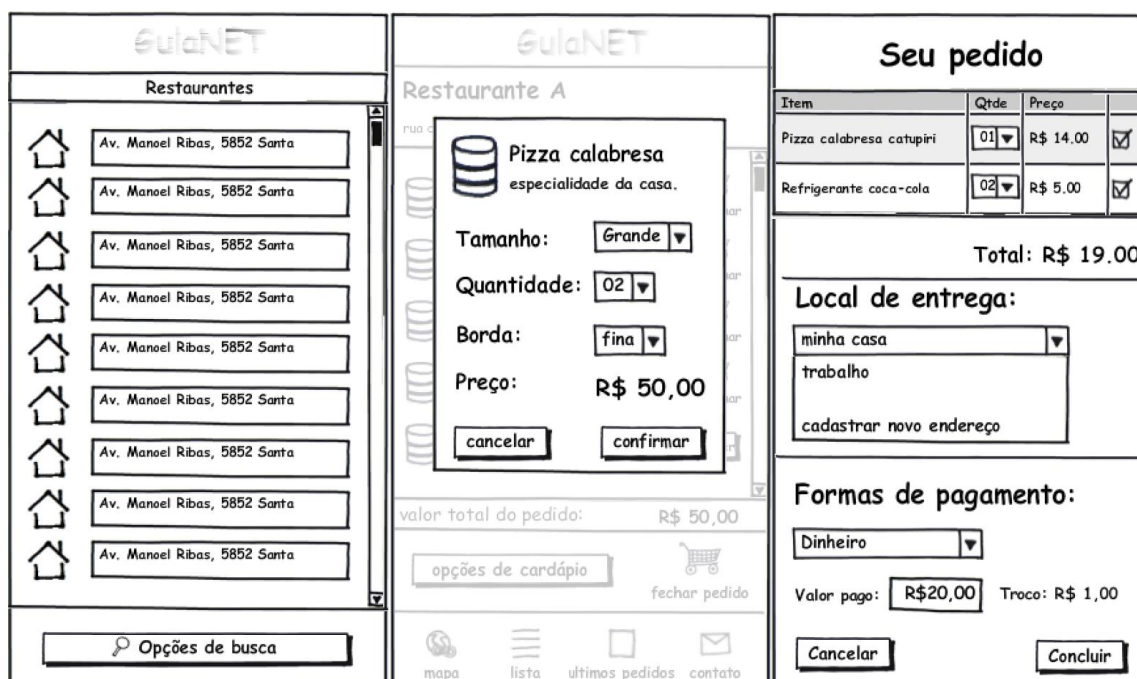 GulaNET
Restaurantes
Av. Manoel Ribas, 5852 Santa
Av. Manoel Ribas, 5852 Santa
Av. Manoel Ribas, 5852 Santa
Av. Manoel Ribas, 5852 Santa
Av. Manoel Ribas, 5852 Santa
Av. Manoel Ribas, 5852 Santa
Av. Manoel Ribas, 5852 Santa
Av. Manoel Ribas, 5852 Santa
Av. Manoel Ribas, 5852 Santa
Opções de busca
GulaNET
Restaurante A
rua
Pizza calabresa
especialidade da casa.
Tamanho: Grande
Quantidade: 02
Borda: fina
Preço: R$ 50,00
cancelar confirmar
valor total do pedido: R$ 50,00
opções de cardápio
fechar pedido
mapa lista ultimos pedidos contato
Seu pedido
Item Qtde Preço
Pizza calabresa catupiri 01 R$ 14.00
Refrigerante coca-cola 02 R$ 5.00
Total: R$ 19.00
Local de entrega:
minha casa
trabalho
cadastrar novo endereço
Formas de pagamento:
Dinheiro
Valor pago: R$20,00 Troco: R$ 1,00
Cancelar Concluir